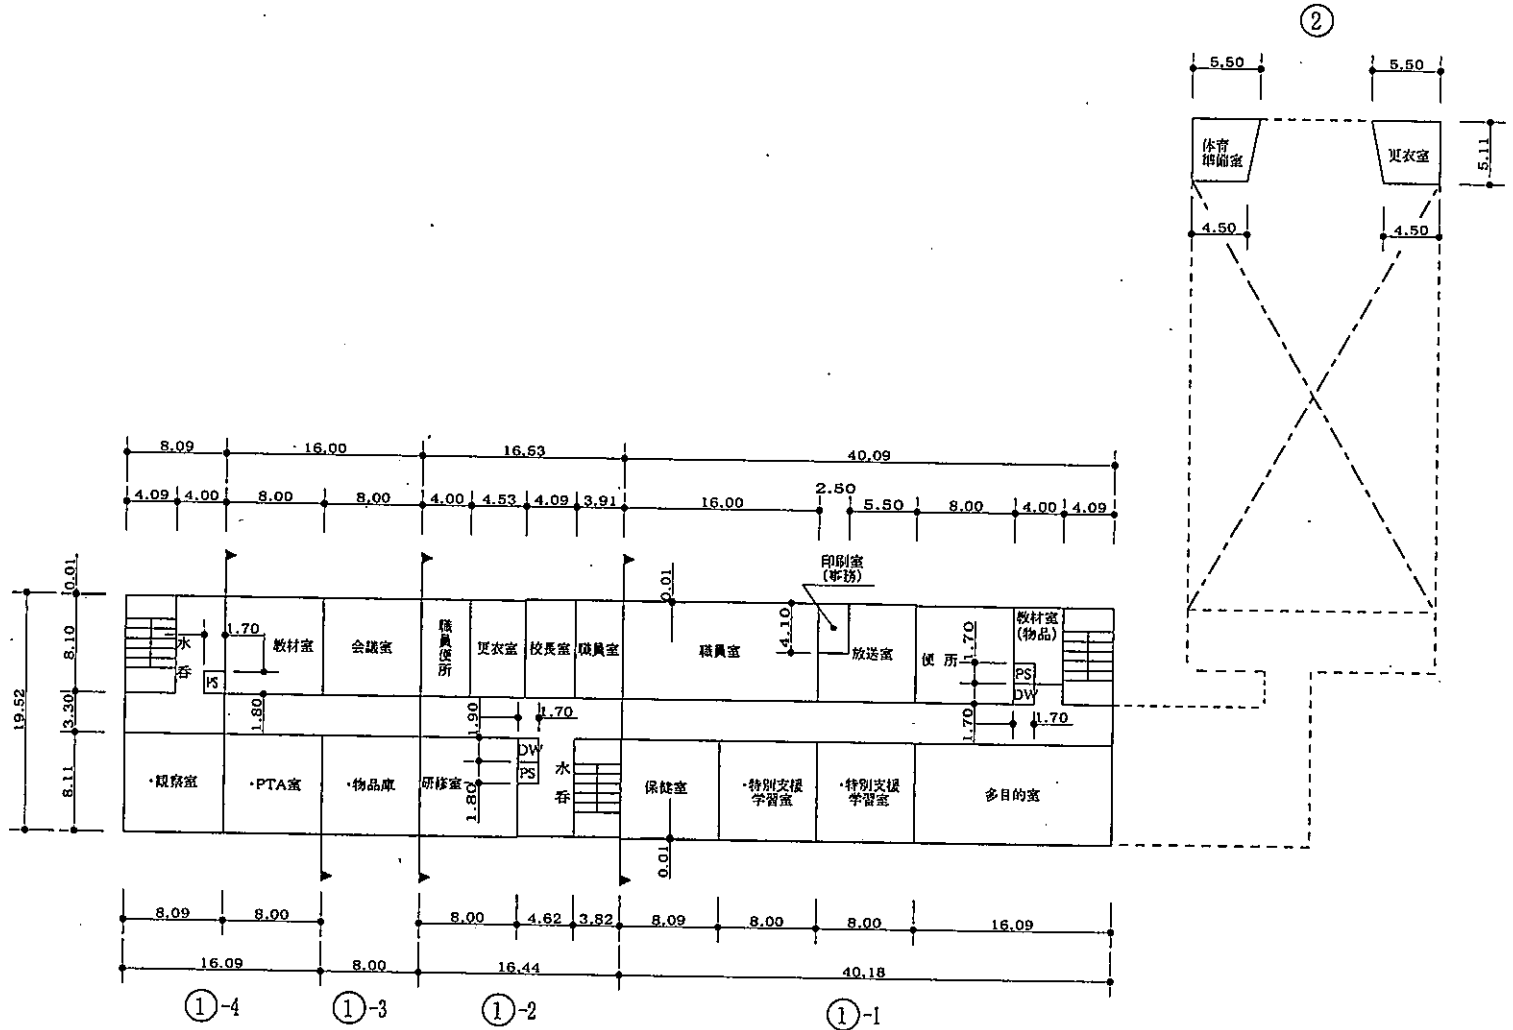 ②
5.50
5.50
体育
準備室
更衣室
5.11
4.50
4.50
8.09
16.00
16.53
40.09
4.09
4.00
8.00
8.00
4.00
4.53
4.09
3.91
16.00
2.50
5.50
8.00
4.00
4.09
印刷室
(事務)
0.01
0.01
8.10
3.30
8.11
19.52
水呑
1.70
PS
教材室
会議室
職員便所
更衣室
校長室
職員室
職員室
4.10
放送室
便所
1.70
教材室
(物品)
PS
DW
1.80
1.90
1.70
1.70
1.70
・観察室
・PTA室
・物品庫
研修室
1.80
DW
PS
水呑
保健室
・特別支援
学習室
・特別支援
学習室
多目的室
0.01
8.09
8.00
8.00
4.62
3.82
8.09
8.00
8.00
16.09
16.09
8.00
16.44
40.18
①-4
①-3
①-2
①-1